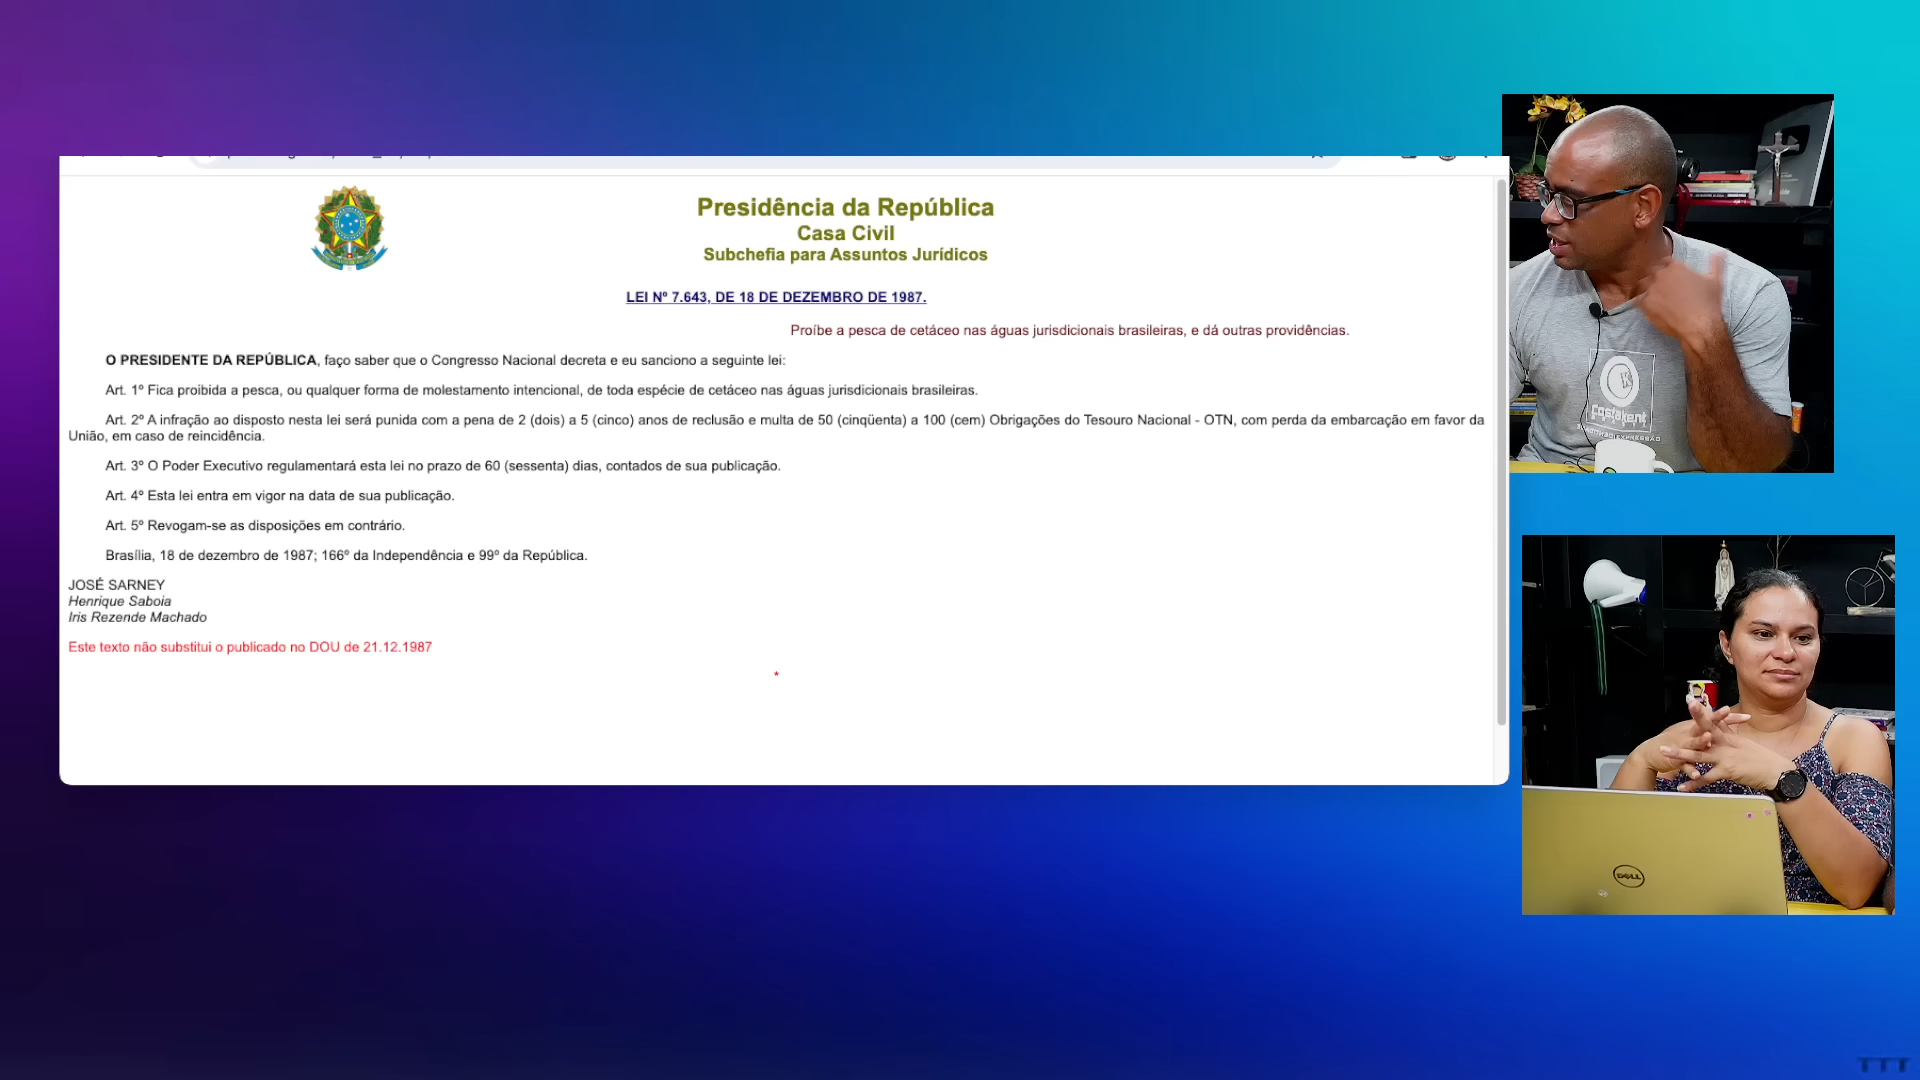 Presidência da República
Casa Civil
Subchefia para Assuntos Jurídicos
LEI Nº 7.643, DE 18 DE DEZEMBRO DE 1987.
Proíbe a pesca de cetáceo nas águas jurisdicionais brasileiras, e dá outras providências.
O PRESIDENTE DA REPÚBLICA, faço saber que o Congresso Nacional decreta e eu sanciono a seguinte lei:
Art. 1º Fica proibida a pesca, ou qualquer forma de molestamento intencional, de toda espécie de cetáceo nas águas jurisdicionais brasileiras.
Art. 2º A infração ao disposto nesta lei será punida com a pena de 2 (dois) a 5 (cinco) anos de reclusão e multa de 50 (cinqüenta) a 100 (cem) Obrigações do Tesouro Nacional - OTN, com perda da embarcação em favor da
União, em caso de reincidência.
Art. 3º O Poder Executivo regulamentará esta lei no prazo de 60 (sessenta) dias, contados de sua publicação.
Art. 4º Esta lei entra em vigor na data de sua publicação.
Art. 5º Revogam-se as disposições em contrário.
Brasília, 18 de dezembro de 1987; 166º da Independência e 99º da República.
JOSÉ SARNEY
Henrique Saboia
Iris Rezende Machado
Este texto não substitui o publicado no DOU de 21.12.1987
*
Costakent
DELL
TTT